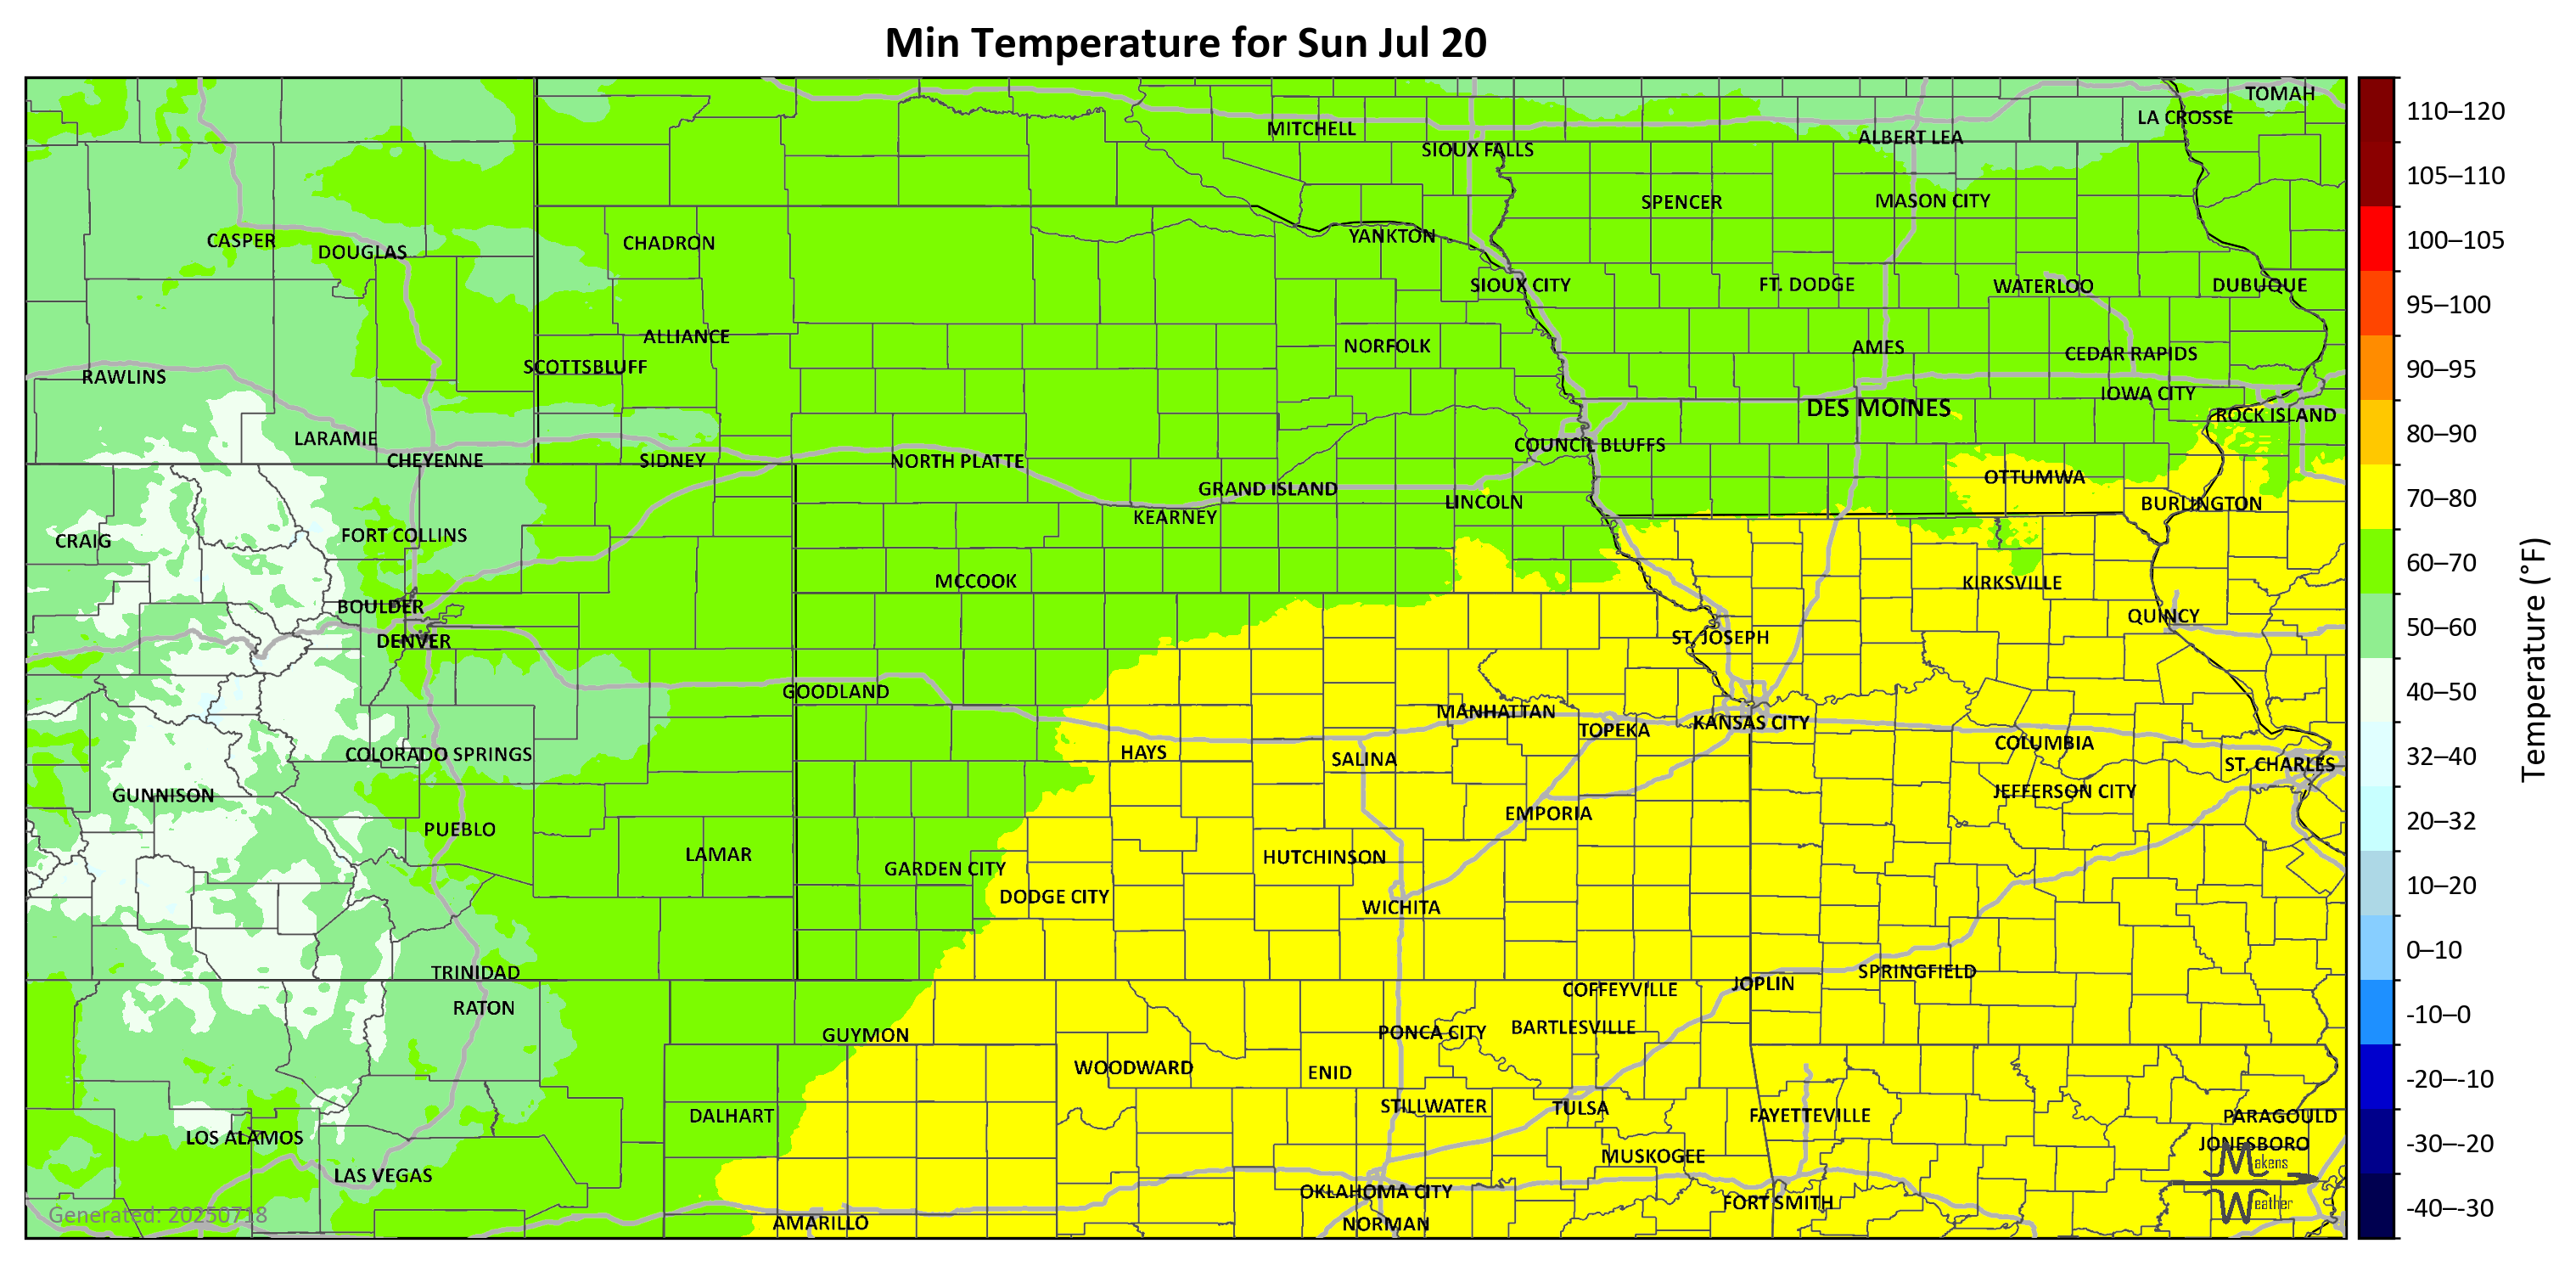 Min Temperature for Sun Jul 20
TOMAH
LA CROSSE
MITCHELL
ALBERT LEA
SIOUX FALLS
SPENCER
MASON CITY
CASPER
DOUGLAS
CHADRON
YANKTON
SIOUX CITY
FT. DODGE
WATERLOO
DUBUQUE
ALLIANCE
NORFOLK
AMES
CEDAR RAPIDS
RAWLINS
SCOTTSBLUFF
IOWA CITY
DES MOINES
ROCK ISLAND
LARAMIE
CHEYENNE
SIDNEY
NORTH PLATTE
COUNCIL BLUFFS
OTTUMWA
GRAND ISLAND
LINCOLN
BURLINGTON
KEARNEY
CRAIG
FORT COLLINS
MCCOOK
KIRKSVILLE
BOULDER
QUINCY
DENVER
ST. JOSEPH
GOODLAND
MANHATTAN
TOPEKA
KANSAS CITY
COLORADO SPRINGS
HAYS
SALINA
COLUMBIA
ST. CHARLES
GUNNISON
JEFFERSON CITY
PUEBLO
EMPORIA
LAMAR
GARDEN CITY
HUTCHINSON
DODGE CITY
WICHITA
TRINIDAD
SPRINGFIELD
RATON
COFFEYVILLE
JOPLIN
GUYMON
PONCA CITY
BARTLESVILLE
WOODWARD
ENID
DALHART
STILLWATER
TULSA
FAYETTEVILLE
PARAGOULD
LOS ALAMOS
JONESBORO
LAS VEGAS
MUSKOGEE
OKLAHOMA CITY
FORT SMITH
AMARILLO
NORMAN
Generated: 20250718
Makens
Weather
110–120
105–110
100–105
95–100
90–95
80–90
70–80
60–70
50–60
40–50
32–40
20–32
10–20
0–10
-10–0
-20–-10
-30–-20
-40–-30
Temperature (°F)